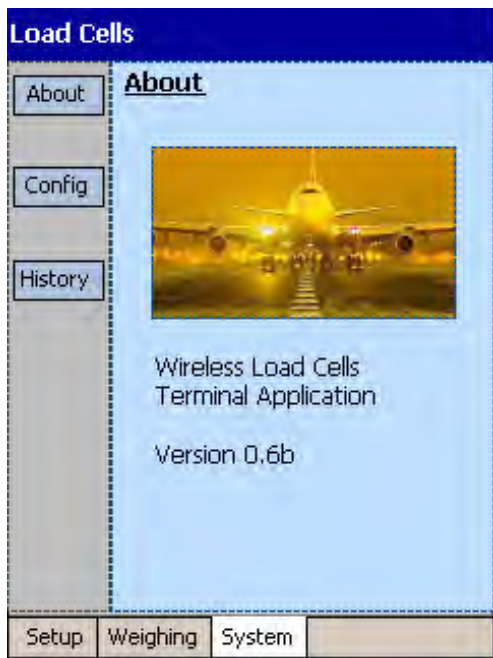 Load Cells
About
Config
History
About
Wireless Load Cells
Terminal Application
Version 0.6b
Setup
Weighing
System